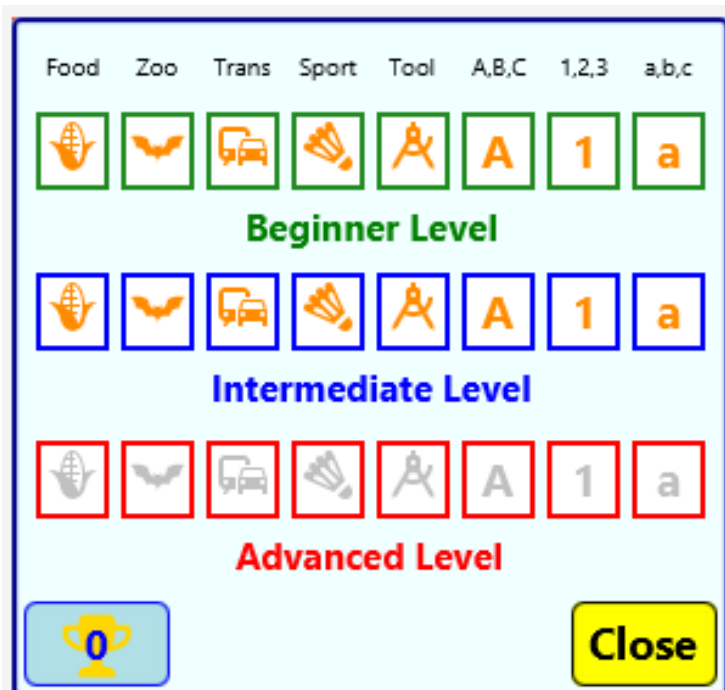 Food Zoo Trans Sport Tool A,B,C 1,2,3 a,b,c
A 1 a
Beginner Level
A 1 a
Intermediate Level
A 1 a
Advanced Level
0 Close